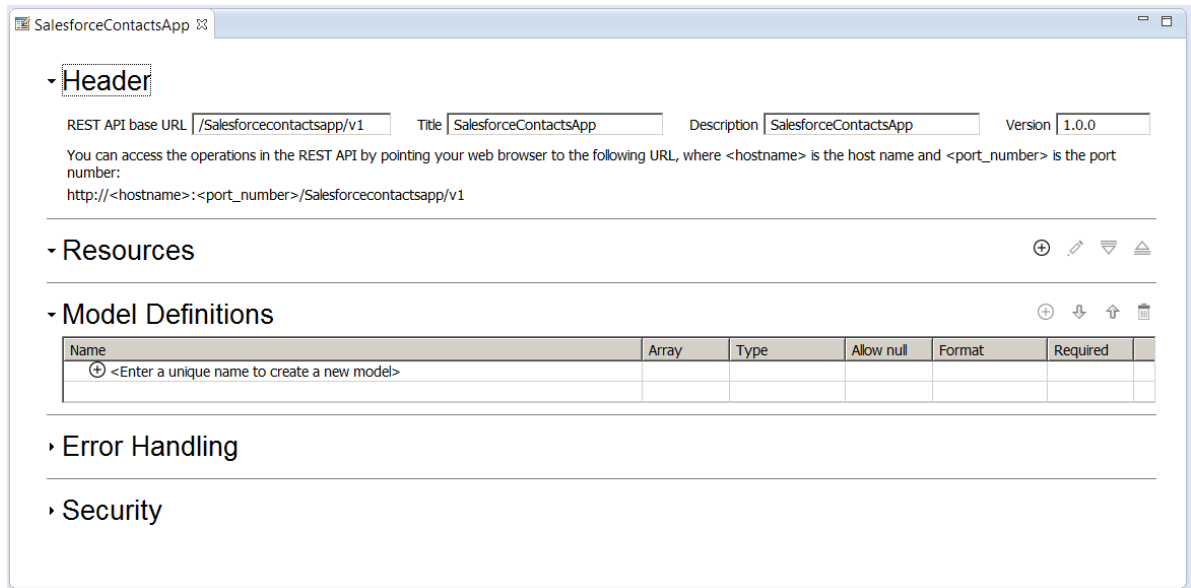 SalesforceContactsApp
Header
REST API base URL /Salesforcecontactsapp/v1 Title SalesforceContactsApp Description SalesforceContactsApp Version 1.0.0
You can access the operations in the REST API by pointing your web browser to the following URL, where <hostname> is the host name and <port_number> is the port
number:
http://<hostname>:<port_number>/Salesforcecontactsapp/v1
Resources
Model Definitions
Name Array Type Allow null Format Required
<Enter a unique name to create a new model>
Error Handling
Security